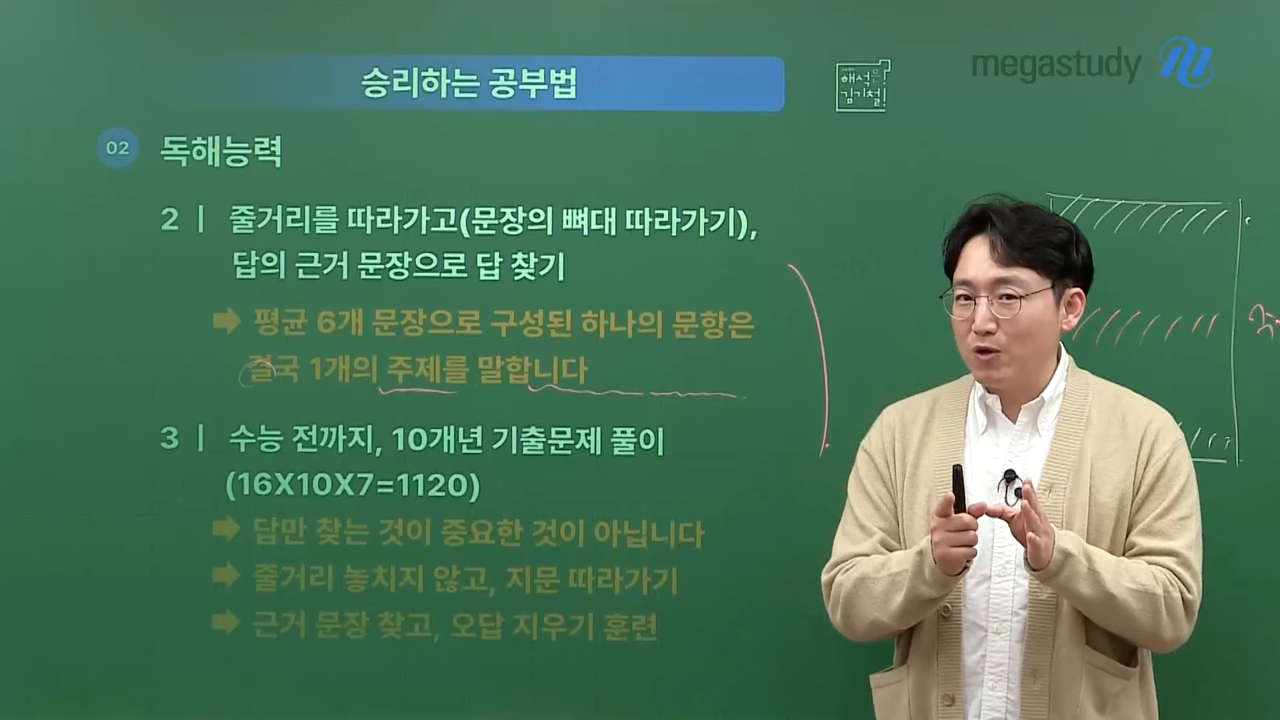 승리하는 공부법
해석은?
김기철!
megastudy
02 독해능력
2 | 줄거리를 따라가고(문장의 뼈대 따라가기),
답의 근거 문장으로 답 찾기
➡ 평균 6개 문장으로 구성된 하나의 문항은
결국 1개의 주제를 말합니다
3 | 수능 전까지, 10개년 기출문제 풀이
(16X10X7=1120)
➡ 답만 찾는 것이 중요한 것이 아닙니다
➡ 줄거리 놓치지 않고, 지문 따라가기
➡ 근거 문장 찾고, 오답 지우기 훈련